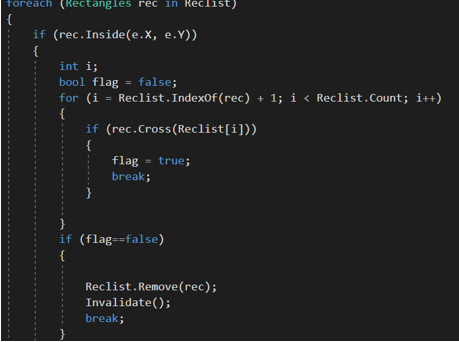 foreach (Rectangles rec in Reclist)
{
if (rec.Inside(e.X, e.Y))
{
int i;
bool flag = false;
for (i = Reclist.IndexOf(rec) + 1; i < Reclist.Count; i++)
{
if (rec.Cross(Reclist[i]))
{
flag = true;
break;
}
}
if (flag==false)
{
Reclist.Remove(rec);
Invalidate();
break;
}